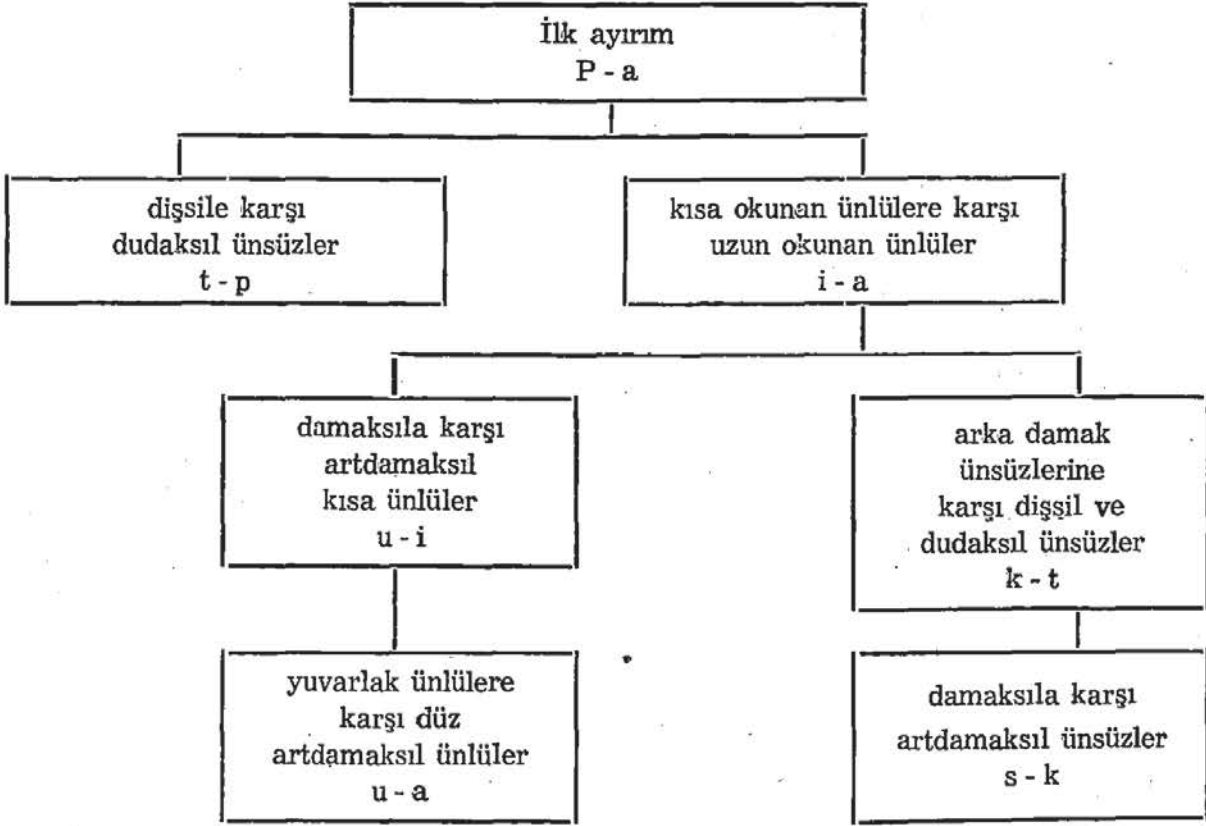 İlk ayırım
P - a
dişsile karşı
dudaksıl ünsüzler
t - p
kısa okunan ünlülere karşı
uzun okunan ünlüler
i - a
damaksıla karşı
artdamaksıl
kısa ünlüler
u - i
arka damak
ünsüzlerine
karşı dişsil ve
dudaksıl ünsüzler
k - t
yuvarlak ünlülere
karşı düz
artdamaksıl ünlüler
u - a
damaksıla karşı
artdamaksıl ünsüzler
s - k